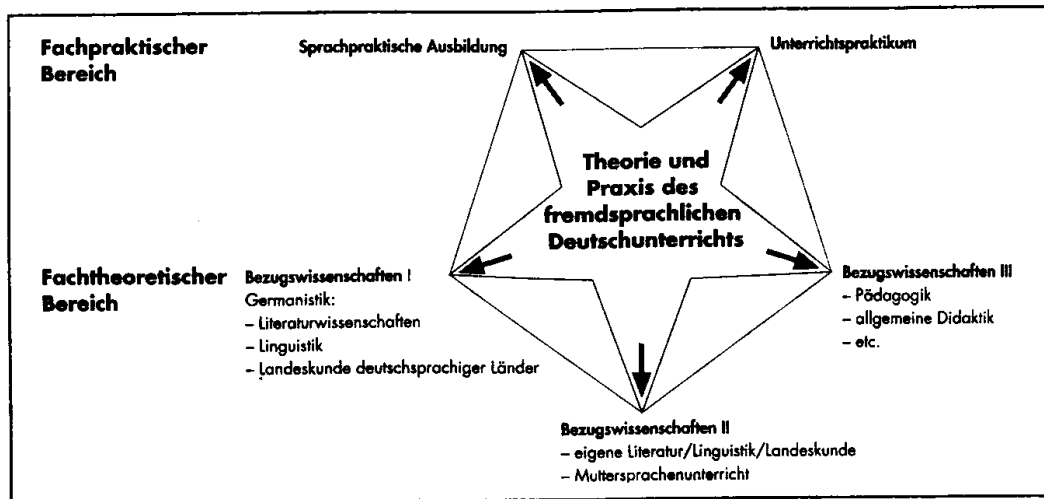 Fachpraktischer
Bereich
Sprachpraktische Ausbildung
Unterrichtspraktikum
Theorie und
Praxis des
fremdsprachlichen
Deutschunterrichts
Fachtheoretischer
Bereich
Bezugswissenschaften I
Germanistik:
– Literaturwissenschaften
– Linguistik
– Landeskunde deutschsprachiger Länder
Bezugswissenschaften III
– Pädagogik
– allgemeine Didaktik
– etc.
Bezugswissenschaften II
– eigene Literatur/Linguistik/Landeskunde
– Muttersprachenunterricht